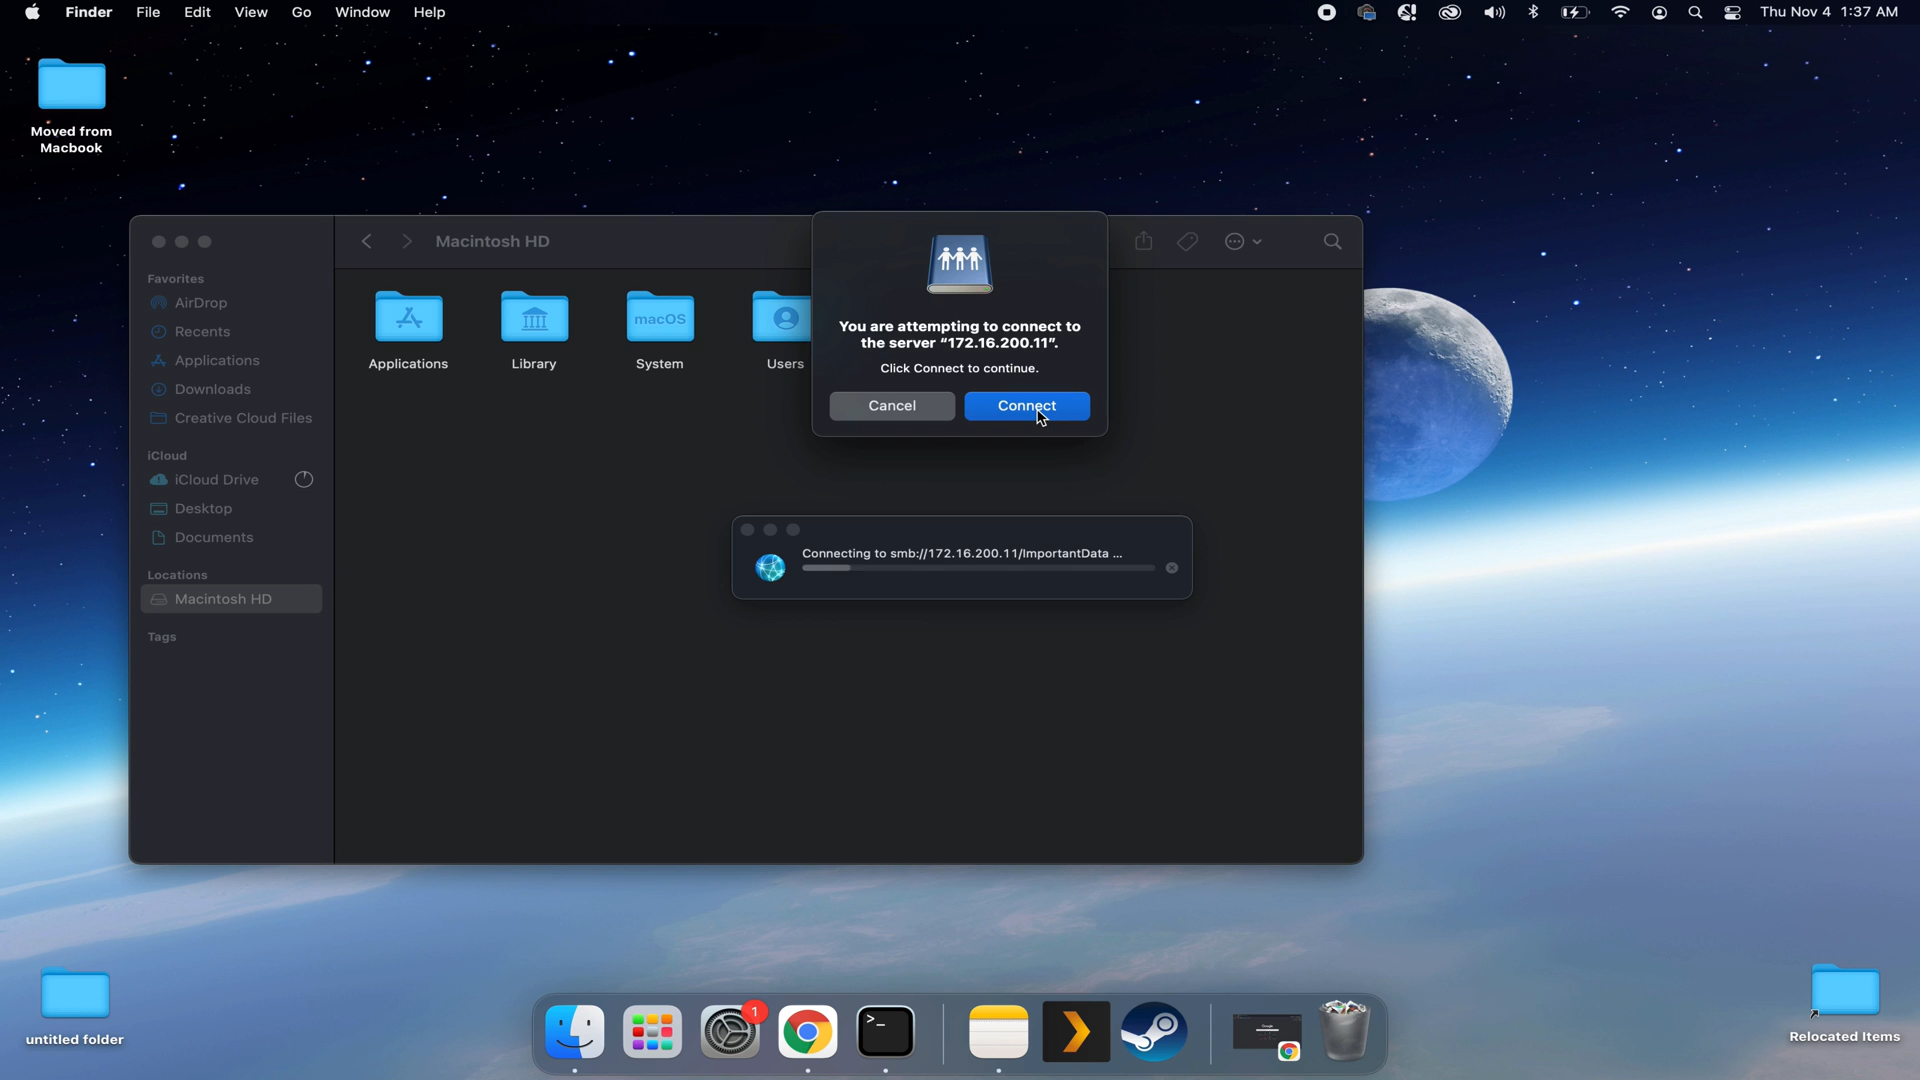 Finder File Edit View Go Window Help
Thu Nov 4 1:37 AM
Moved from
Macbook
Macintosh HD
Favorites
AirDrop
Recents
Applications
Downloads
Creative Cloud Files
iCloud
iCloud Drive
Desktop
Documents
Locations
Macintosh HD
Tags
macOS
Applications
Library
System
Users
You are attempting to connect to
the server “172.16.200.11”.
Click Connect to continue.
Cancel
Connect
Connecting to smb://172.16.200.11/ImportantData ...
untitled folder
Relocated Items
1
>_